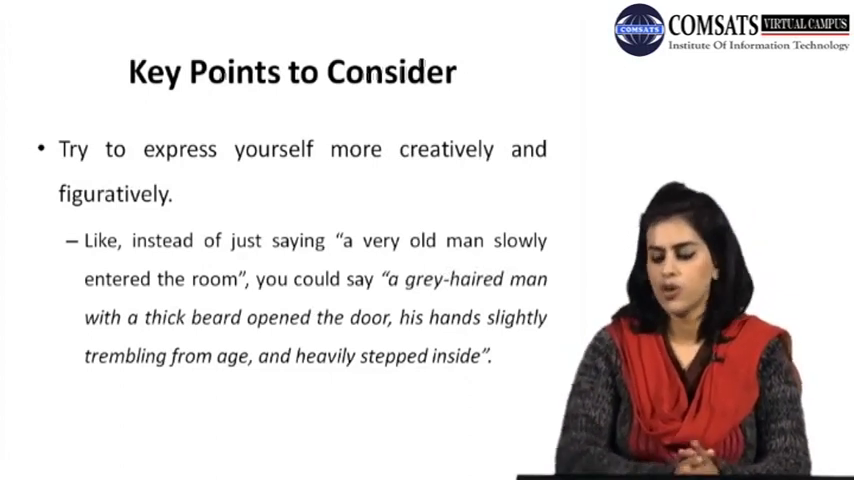 COMSATS VIRTUAL CAMPUS
COMSATS
Institute Of Information Technology
Key Points to Consider
• Try to express yourself more creatively and
figuratively.
– Like, instead of just saying “a very old man slowly
entered the room”, you could say “a grey-haired man
with a thick beard opened the door, his hands slightly
trembling from age, and heavily stepped inside”.